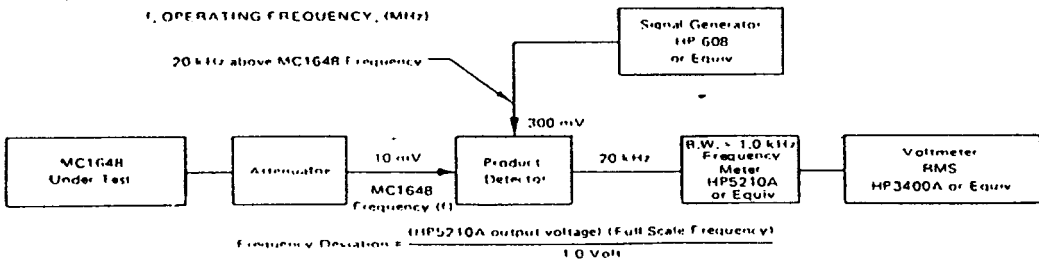 f, OPERATING FREQUENCY, (MHz)
Signal Generator
HP 608
or Equiv
20 kHz above MC1648 Frequency
300 mV
MC1648
Under Test
Attenuator
10 mV
MC1648
Frequency (f)
Product
Detector
20 kHz
B.W. = 1.0 kHz
Frequency
Meter
HP5210A
or Equiv
Voltmeter
RMS
HP3400A or Equiv
Frequency Deviation = (HP5210A output voltage) (Full Scale Frequency)
1.0 Volt